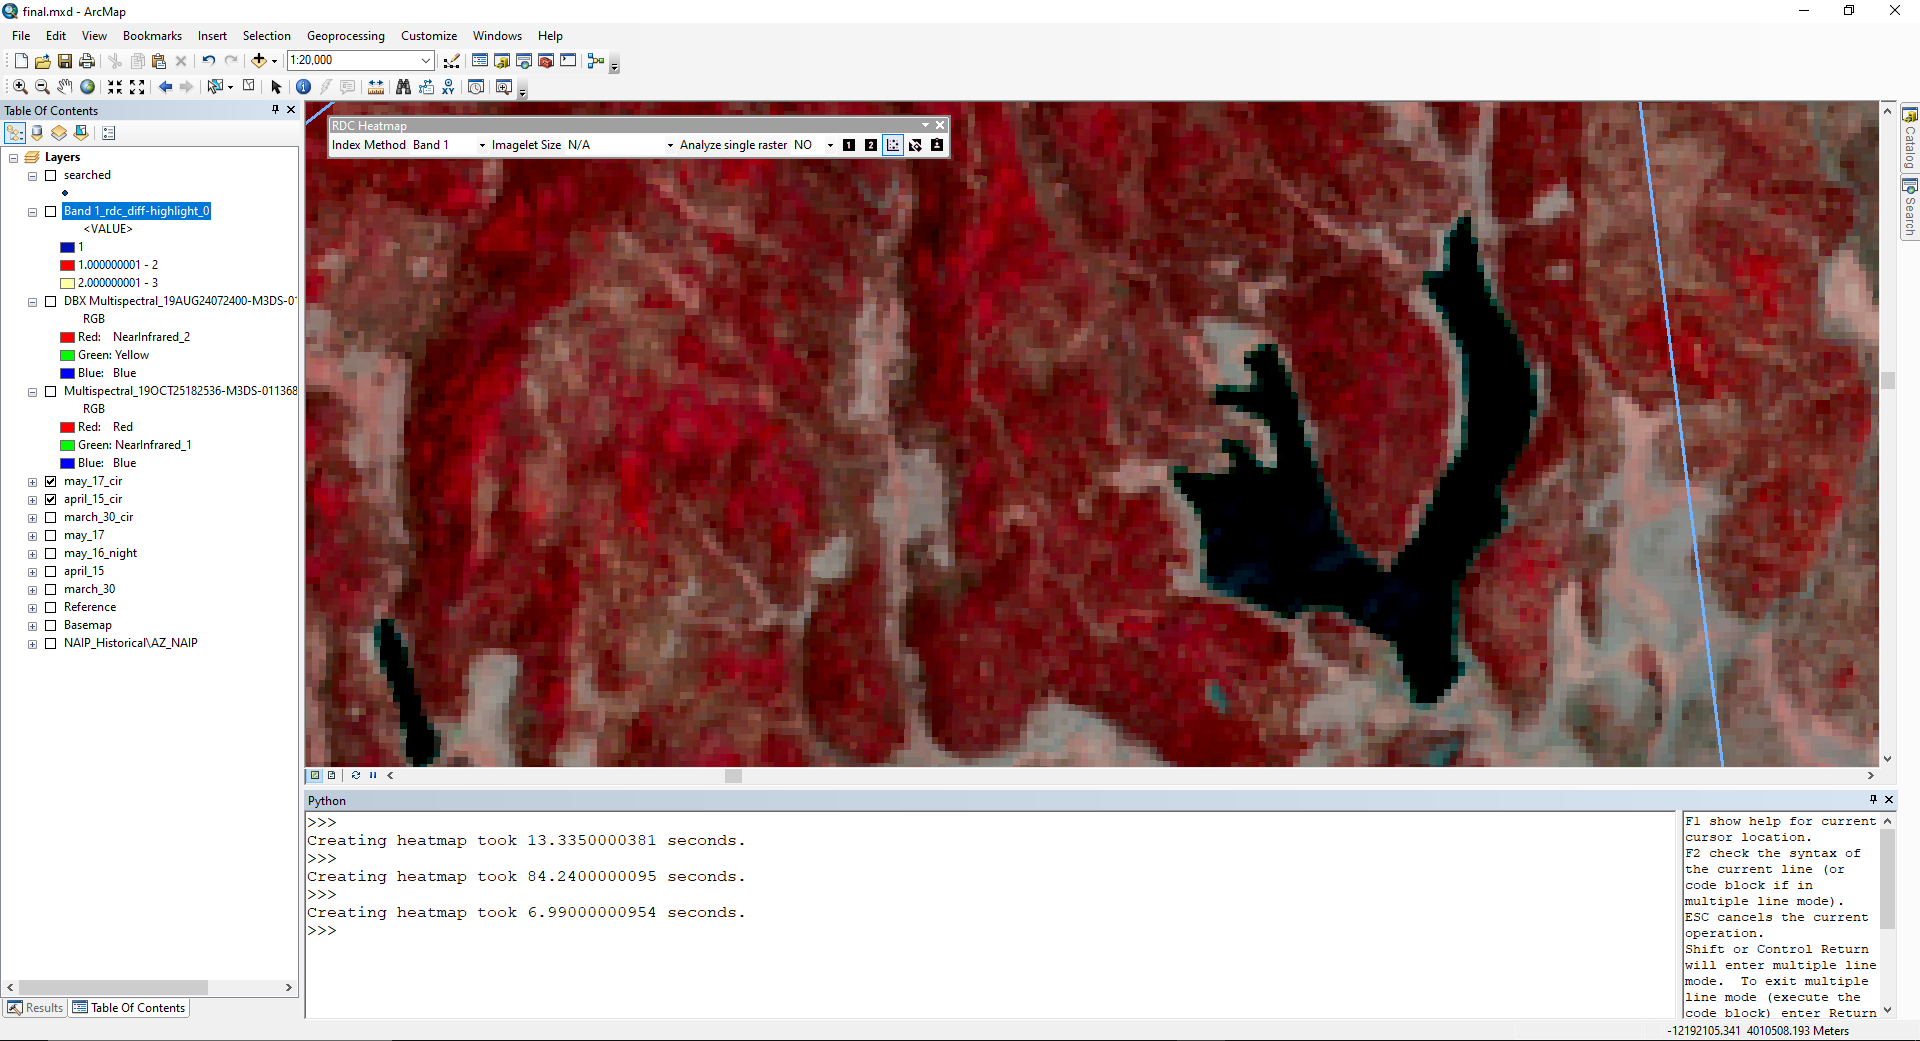 final.mxd - ArcMap
File Edit View Bookmarks Insert Selection Geoprocessing Customize Windows Help
1:20,000
Table Of Contents
Layers
searched
Band 1_rdc_diff-highlight_0
<VALUE>
1
1.000000001 - 2
2.000000001 - 3
DBX Multispectral_19AUG24072400-M3DS-01
RGB
Red: NearInfrared_2
Green: Yellow
Blue: Blue
Multispectral_19OCT25182536-M3DS-011368
RGB
Red: Red
Green: NearInfrared_1
Blue: Blue
may_17_cir
april_15_cir
march_30_cir
may_17
may_16_night
april_15
march_30
Reference
Basemap
NAIP_Historical\AZ_NAIP
Results Table Of Contents
RDC Heatmap
Index Method Band 1 Imagelet Size N/A Analyze single raster NO 1 2
Catalog
Search
Python
>>>
Creating heatmap took 13.3350000381 seconds.
>>>
Creating heatmap took 84.2400000095 seconds.
>>>
Creating heatmap took 6.99000000954 seconds.
>>>
F1 show help for current
cursor location.
F2 check the syntax of
the current line (or
code block if in
multiple line mode).
ESC cancels the current
operation.
Shift or Control Return
will enter multiple line
mode. To exit multiple
line mode (execute the
code block) enter Return
-12192105.341 4010508.193 Meters